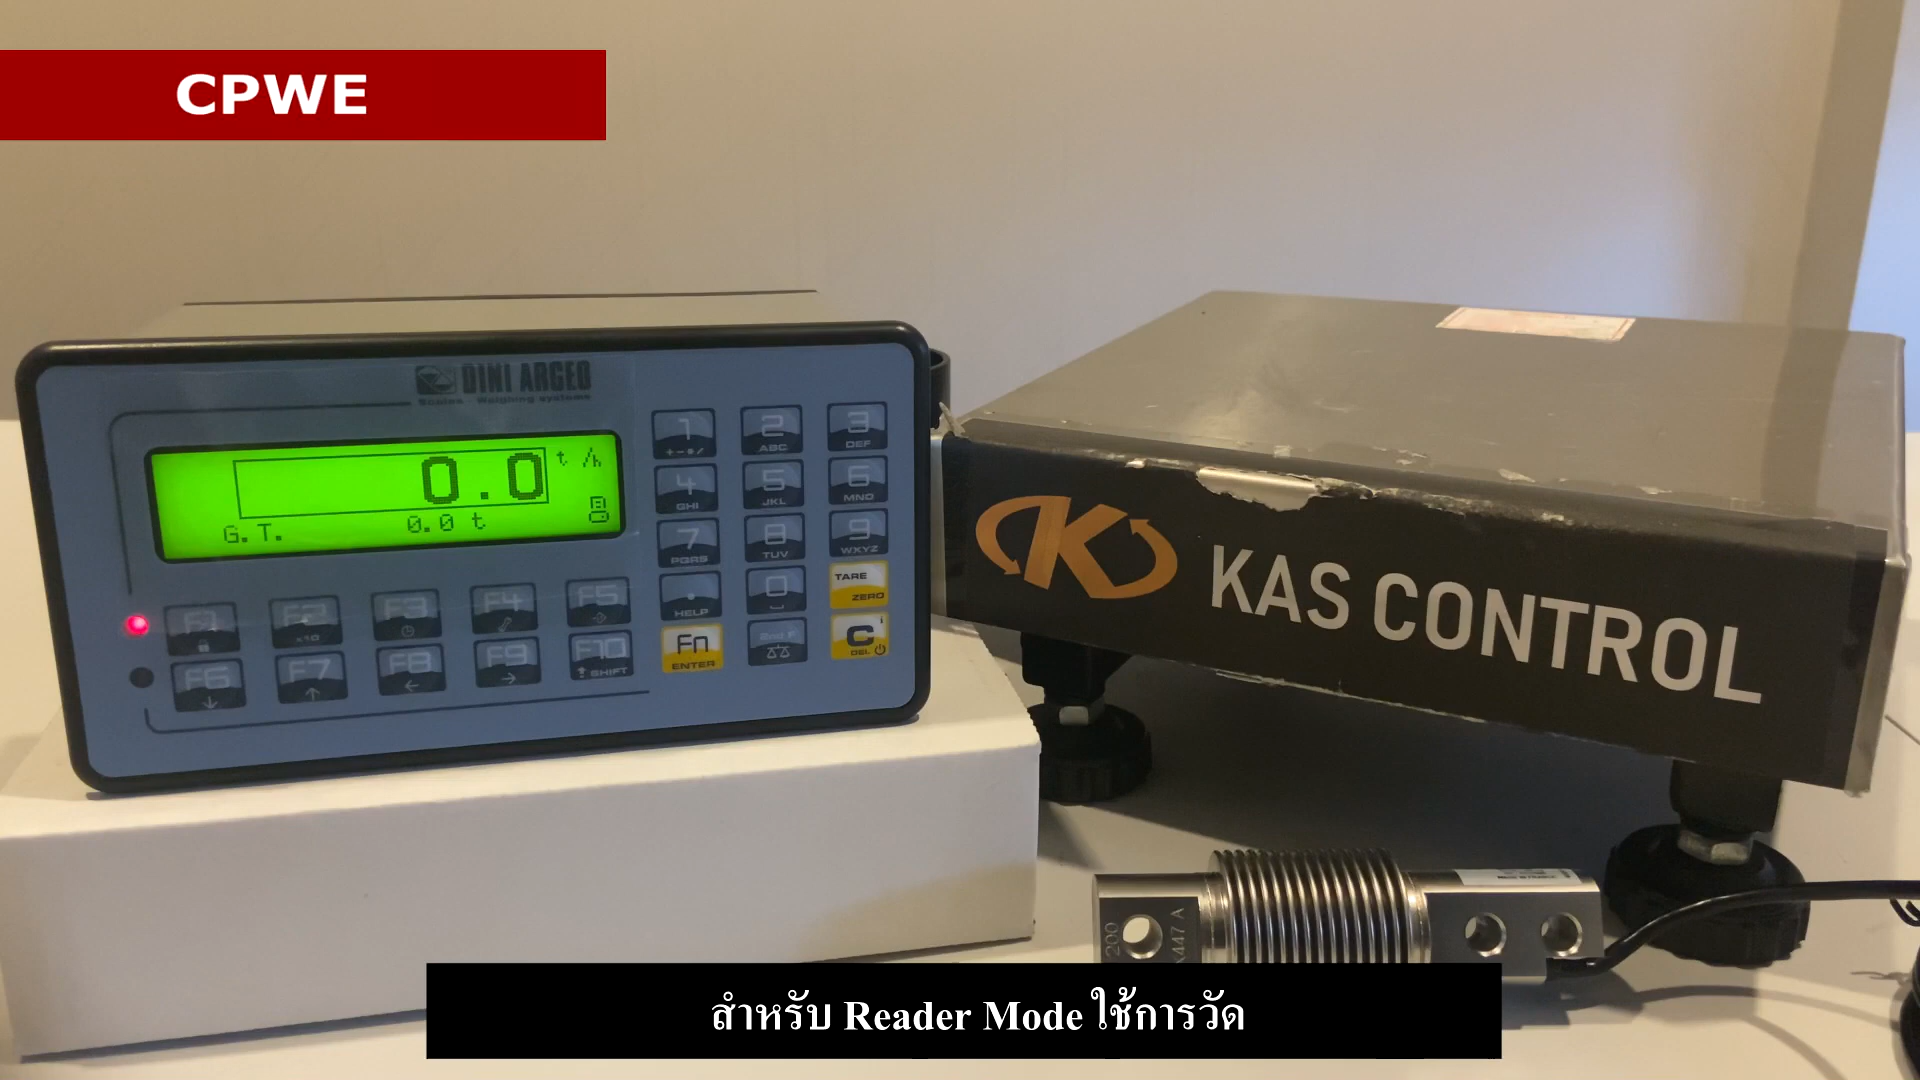 CPWE
DINI ARGEO
Scales - Weighing systems
0.0 t/h
G.T. 0.0 t
1 2 ABC 3 DEF
4 GHI 5 JKL 6 MNO
7 PQRS 8 TUV 9 WXYZ
. HELP 0 TARE ZERO
F1 F2 x10 F3 F4 F5
F6 F7 F8 F9 F10 SHIFT
Fn ENTER 2nd F C DEL
K KAS CONTROL
200
447 A
สำหรับ Reader Mode ใช้การวัด